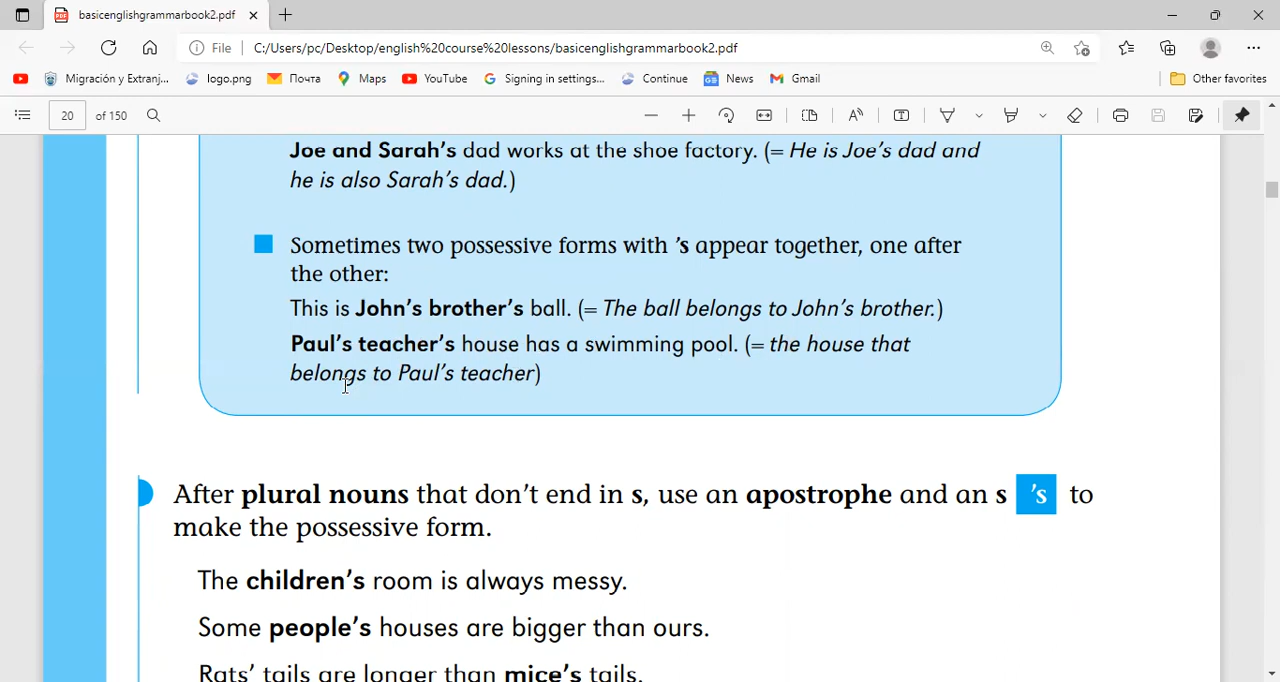 basicenglishgrammarbook2.pdf
File | C:/Users/pc/Desktop/english%20course%20lessons/basicenglishgrammarbook2.pdf
Migración y Extranj... logo.png Почта Maps YouTube Signing in settings... Continue News Gmail Other favorites
20 of 150
Joe and Sarah's dad works at the shoe factory. (= He is Joe's dad and
he is also Sarah's dad.)
Sometimes two possessive forms with 's appear together, one after
the other:
This is John's brother's ball. (= The ball belongs to John's brother.)
Paul's teacher's house has a swimming pool. (= the house that
belongs to Paul's teacher)
After plural nouns that don't end in s, use an apostrophe and an s 's to
make the possessive form.
The children's room is always messy.
Some people's houses are bigger than ours.
Rats' tails are longer than mice's tails.